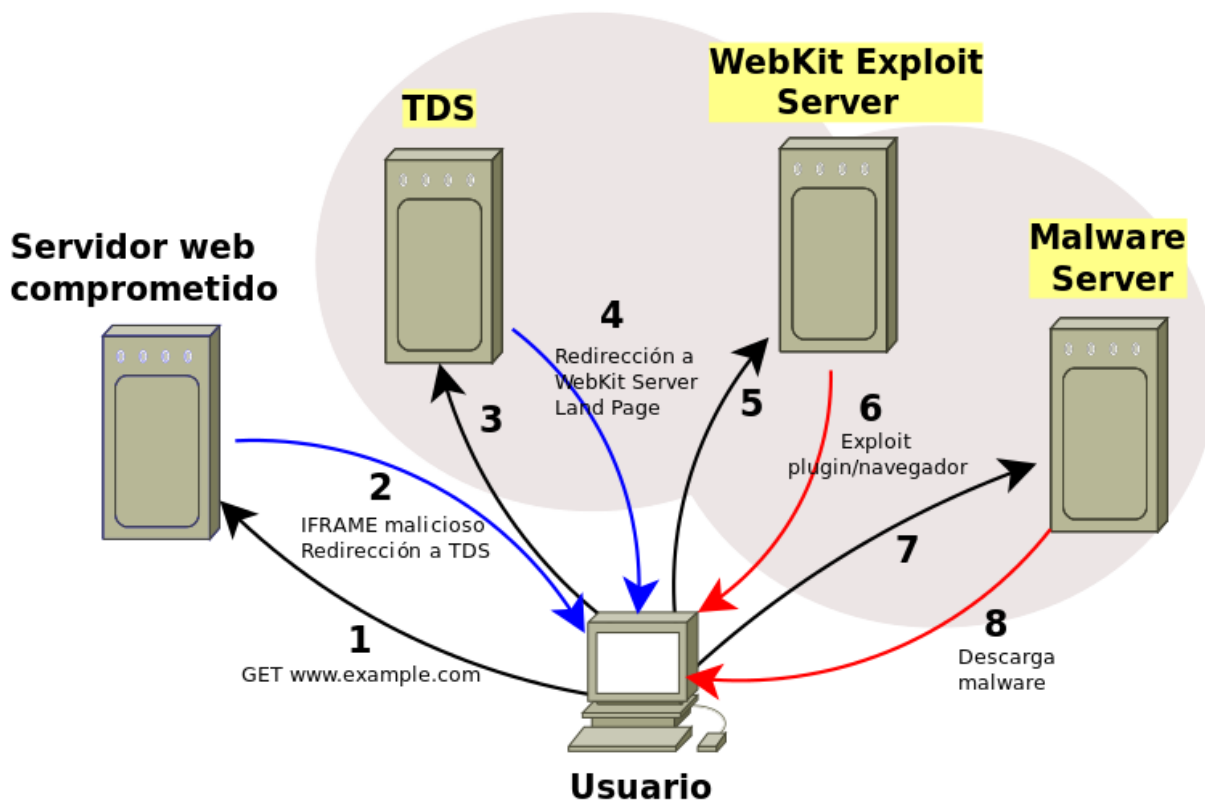 WebKit Exploit
Server
TDS
Malware
Server
Servidor web
comprometido
4
Redirección a
WebKit Server
Land Page
3
5
6
Exploit
plugin/navegador
2
IFRAME malicioso
Redirección a TDS
7
1
GET www.example.com
8
Descarga
malware
Usuario